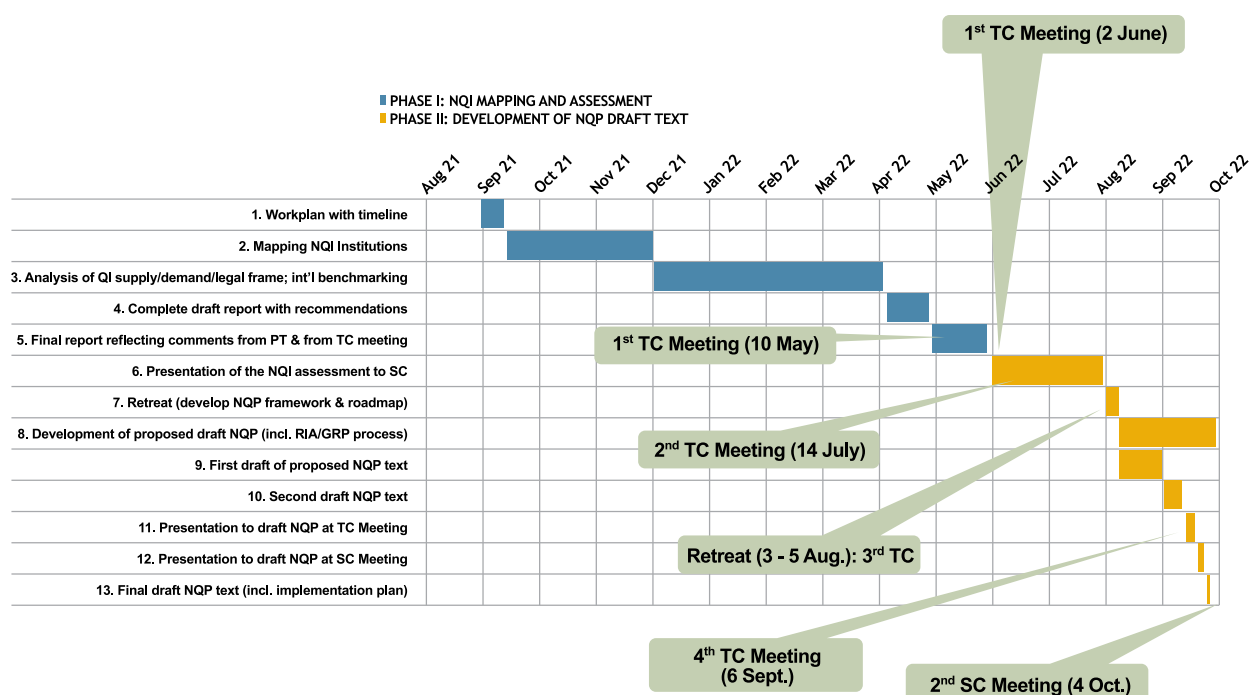 1st TC Meeting (2 June)
PHASE I: NQI MAPPING AND ASSESSMENT
PHASE II: DEVELOPMENT OF NQP DRAFT TEXT
Aug 21
Sep 21
Oct 21
Nov 21
Dec 21
Jan 22
Feb 22
Mar 22
Apr 22
May 22
Jun 22
Jul 22
Aug 22
Sep 22
Oct 22
1. Workplan with timeline
2. Mapping NQI Institutions
3. Analysis of QI supply/demand/legal frame; int'l benchmarking
4. Complete draft report with recommendations
5. Final report reflecting comments from PT & from TC meeting
1st TC Meeting (10 May)
6. Presentation of the NQI assessment to SC
7. Retreat (develop NQP framework & roadmap)
8. Development of proposed draft NQP (incl. RIA/GRP process)
2nd TC Meeting (14 July)
9. First draft of proposed NQP text
10. Second draft NQP text
11. Presentation to draft NQP at TC Meeting
12. Presentation to draft NQP at SC Meeting
Retreat (3 - 5 Aug.): 3rd TC
13. Final draft NQP text (incl. implementation plan)
4th TC Meeting
(6 Sept.)
2nd SC Meeting (4 Oct.)